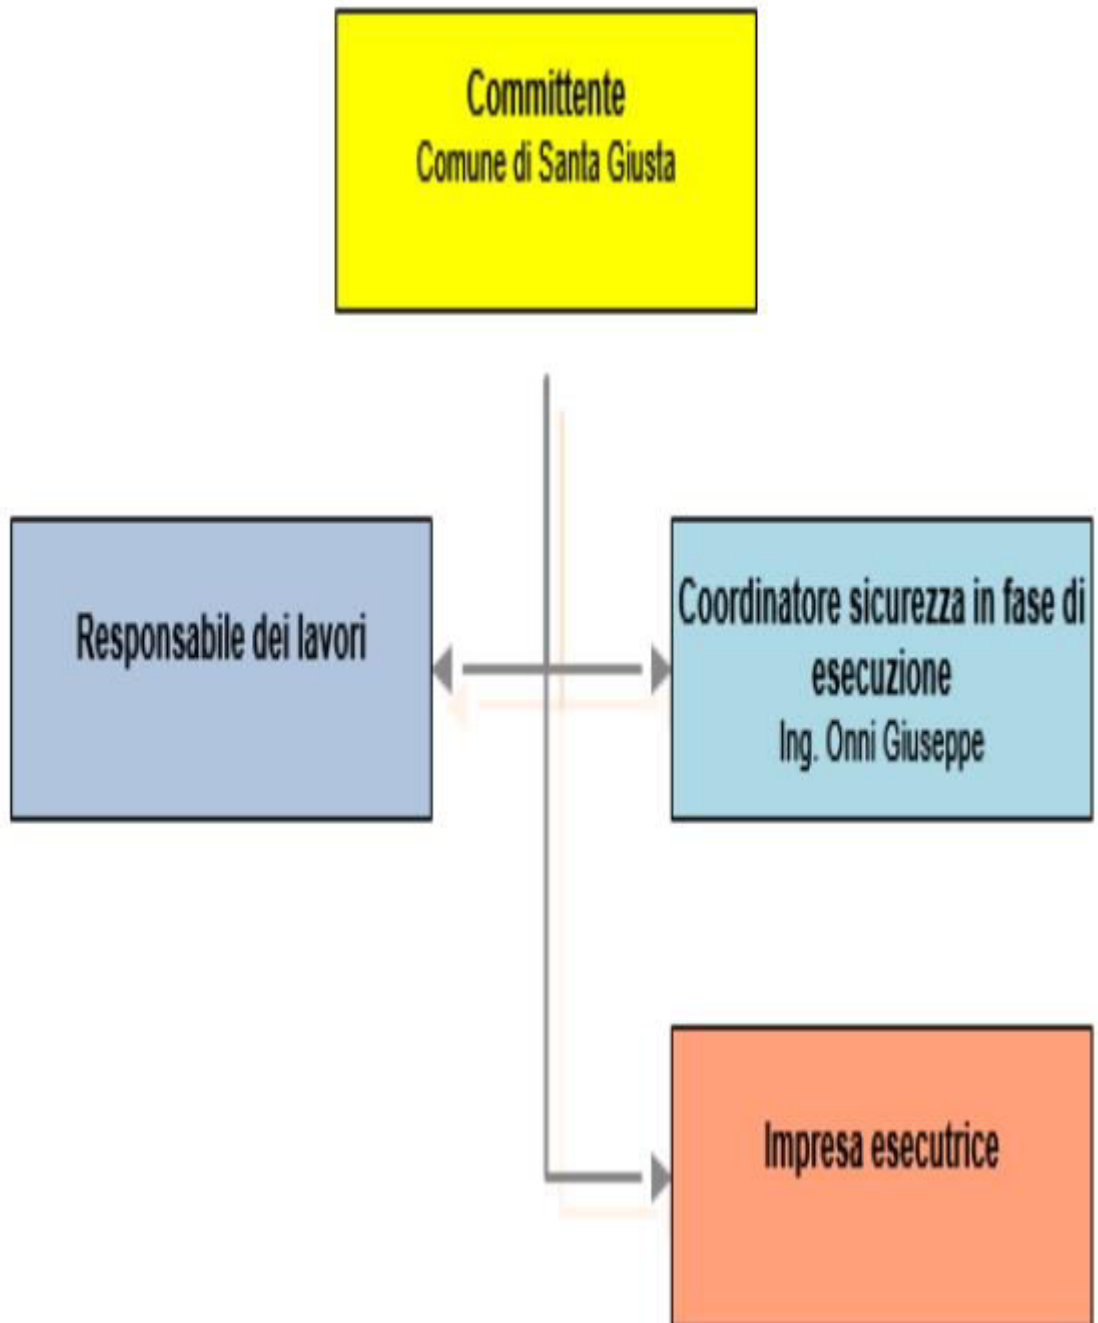 Committente
Comune di Santa Giusta
Responsabile dei lavori
Coordinatore sicurezza in fase di
esecuzione
Ing. Onni Giuseppe
Impresa esecutrice